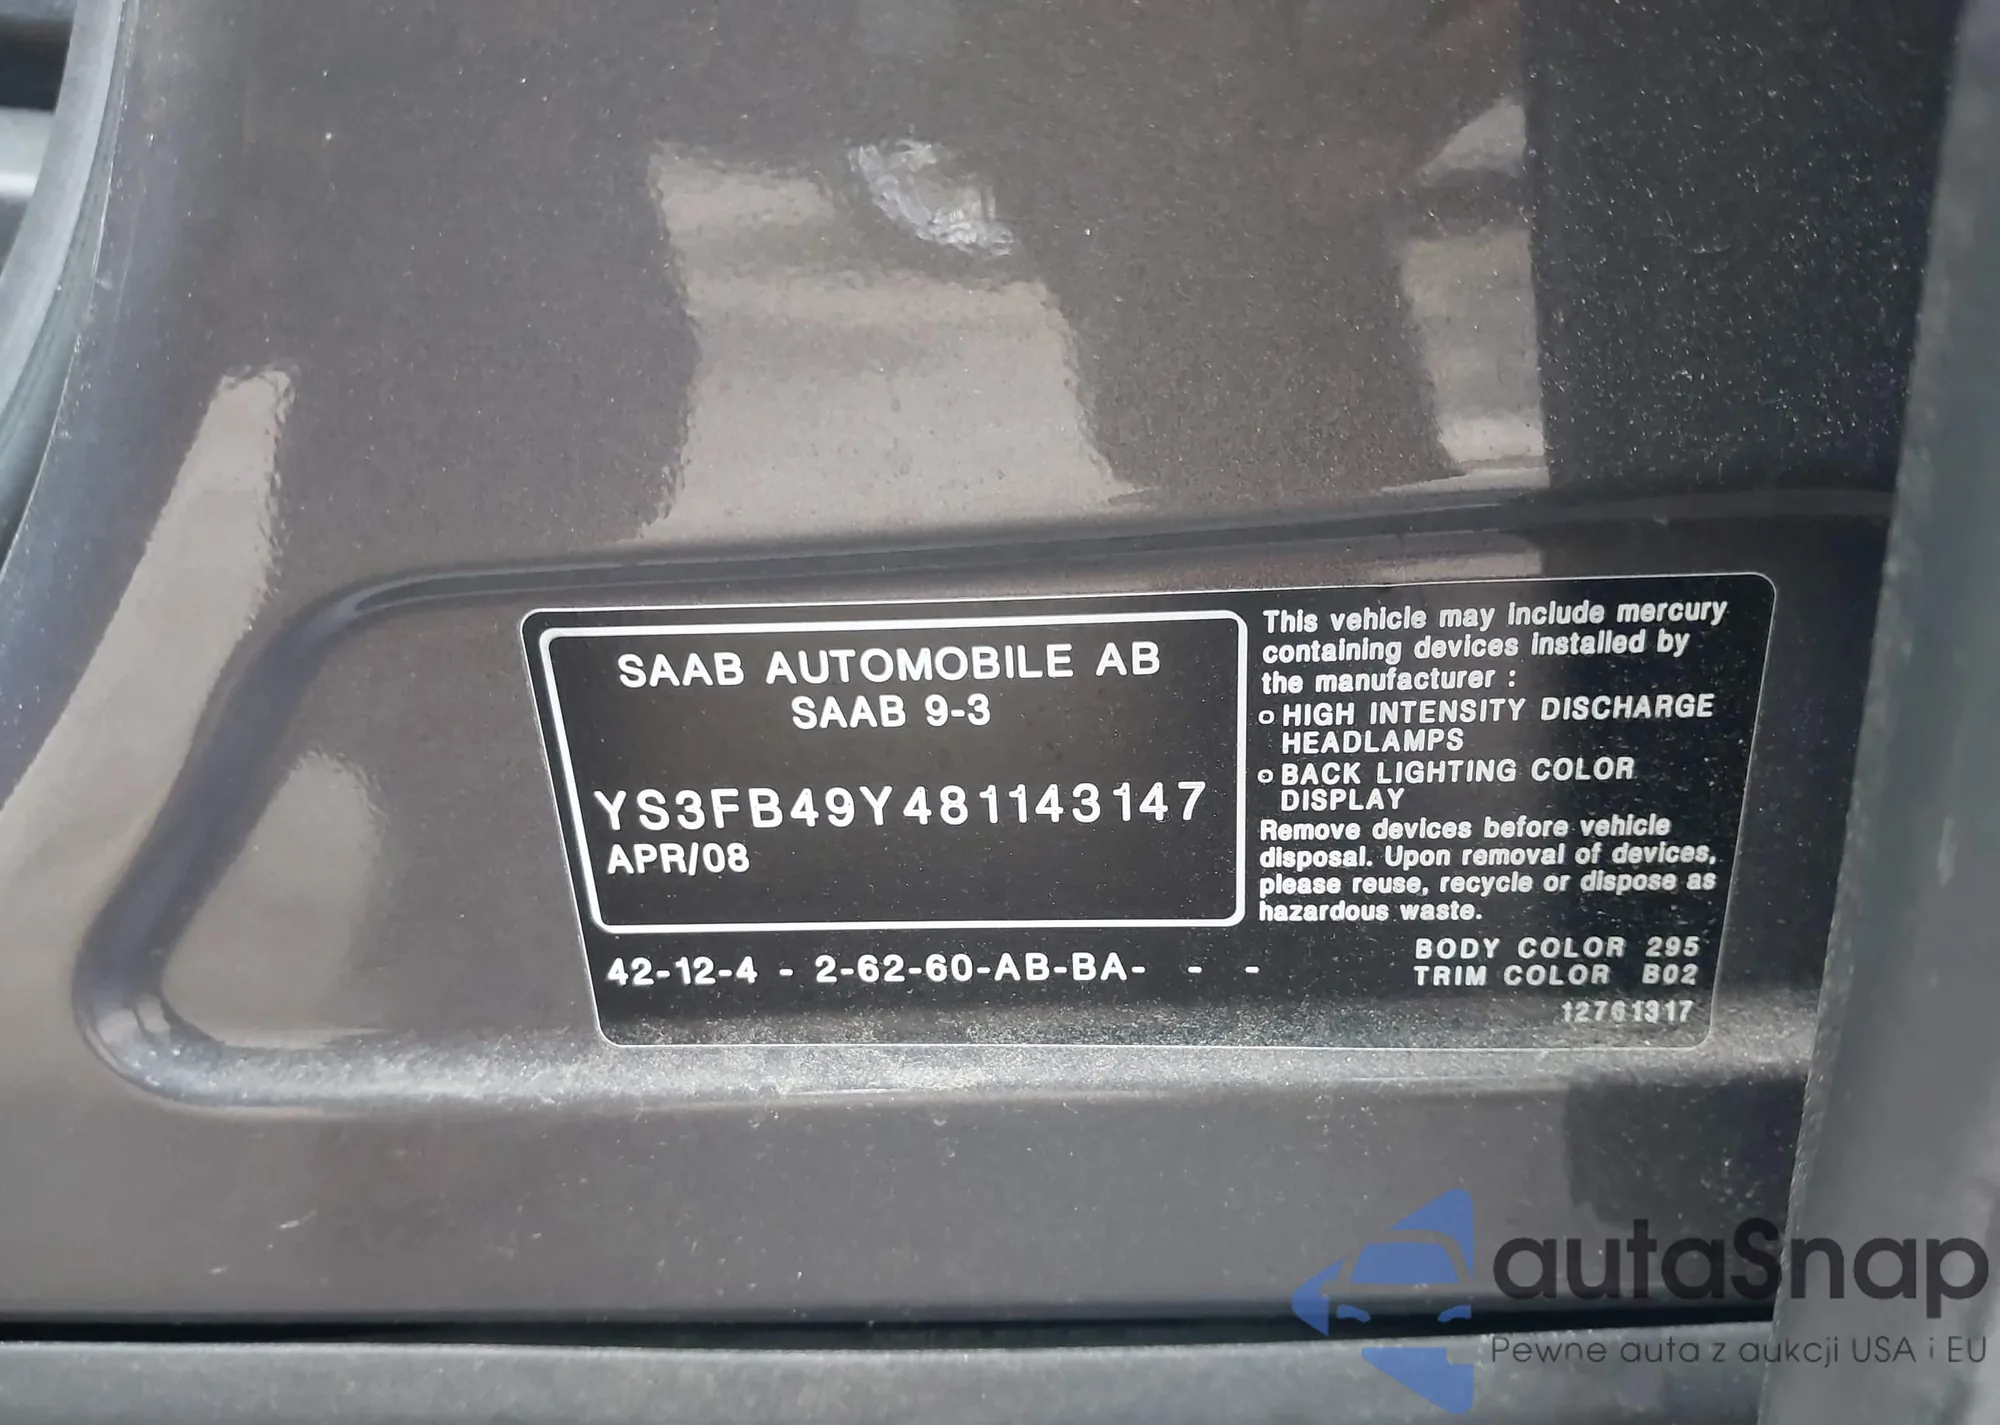 SAAB AUTOMOBILE AB
SAAB 9-3
YS3FB49Y481143147
APR/08
42-12-4 - 2-62-60-AB-BA- - -
This vehicle may include mercury
containing devices installed by
the manufacturer :
o HIGH INTENSITY DISCHARGE
HEADLAMPS
o BACK LIGHTING COLOR
DISPLAY
Remove devices before vehicle
disposal. Upon removal of devices,
please reuse, recycle or dispose as
hazardous waste.
BODY COLOR 295
TRIM COLOR B02
12761317
autaSnap
Pewne auta z aukcji USA i EU